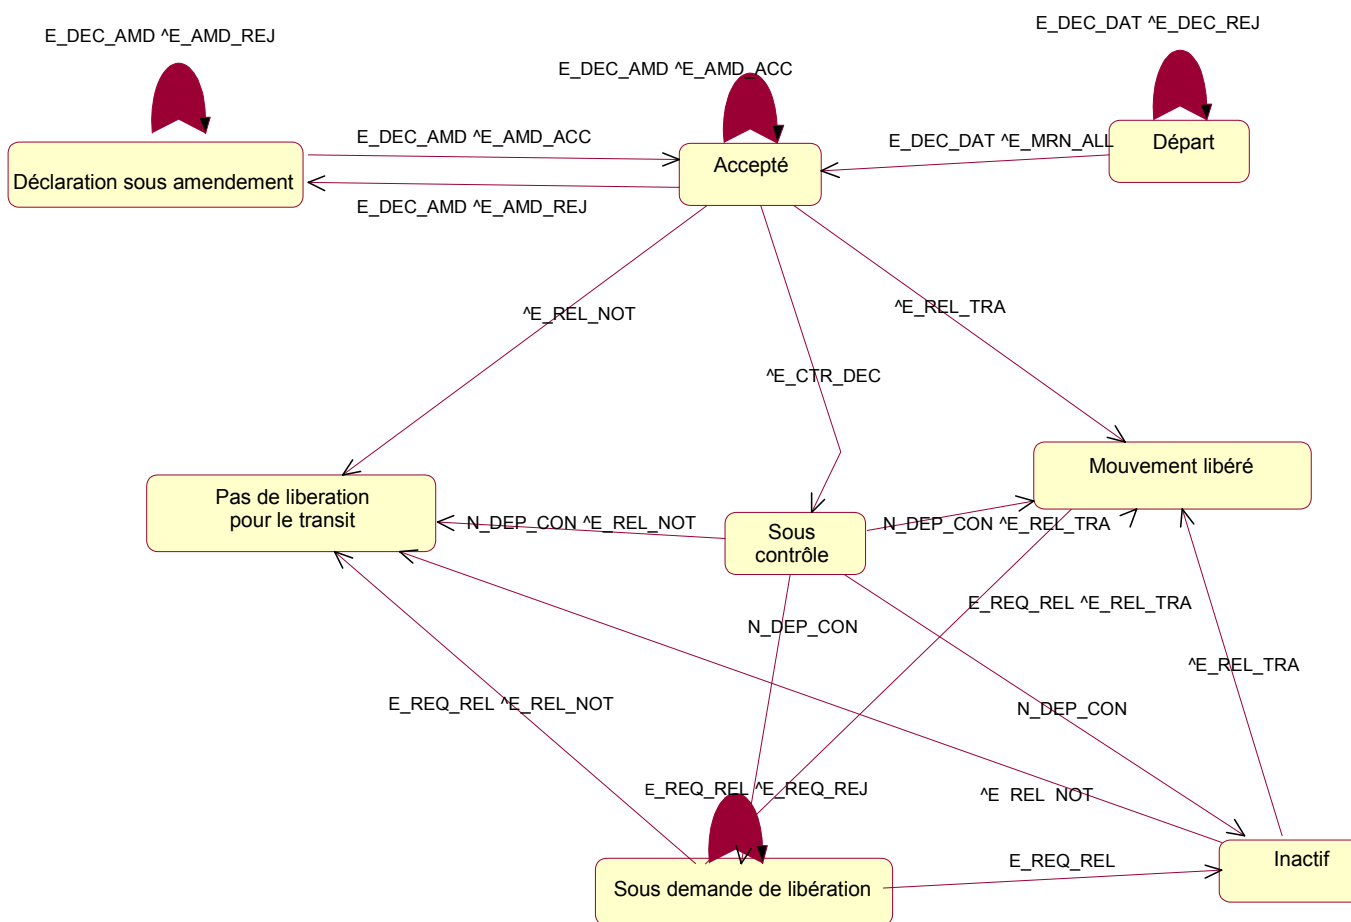 E_DEC_DAT ^E_DEC_REJ
E_DEC_AMD ^E_AMD_REJ
E_DEC_AMD ^E_AMD_ACC
E_DEC_AMD ^E_AMD_ACC
E_DEC_DAT ^E_MRN_ALL
Départ
Accepté
Déclaration sous amendement
E_DEC_AMD ^E_AMD_REJ
^E_REL_NOT
^E_REL_TRA
^E_CTR_DEC
Mouvement libéré
Pas de liberation
pour le transit
N_DEP_CON ^E_REL_NOT
Sous
contrôle
N_DEP_CON ^E_REL_TRA
E_REQ_REL ^E_REL_TRA
N_DEP_CON
^E_REL_TRA
E_REQ_REL ^E_REL_NOT
N_DEP_CON
E_REQ_REL ^E_REQ_REJ
^E_REL_NOT
E_REQ_REL
Inactif
Sous demande de libération